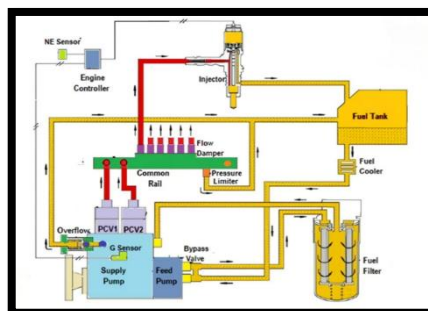 NE Sensor
Engine
Controller
Injector
Fuel Tank
Flow
Damper
Fuel
Cooler
Common
Rail
Pressure
Limiter
Overflow
PCV1
PCV2
G Sensor
Bypass
Valve
Supply
Pump
Feed
Pump
Fuel
Filter